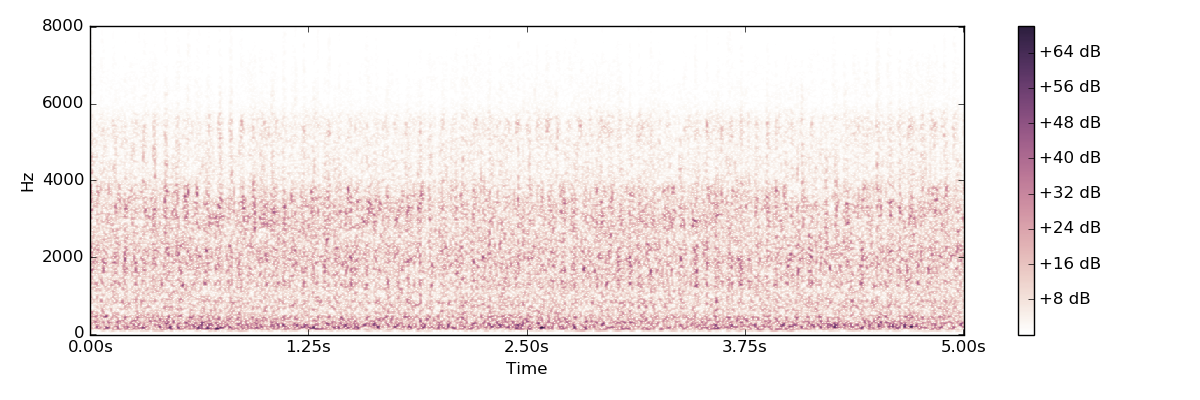 8000
6000
4000
2000
0
Hz
0.00s
1.25s
2.50s
3.75s
5.00s
Time
+64 dB
+56 dB
+48 dB
+40 dB
+32 dB
+24 dB
+16 dB
+8 dB